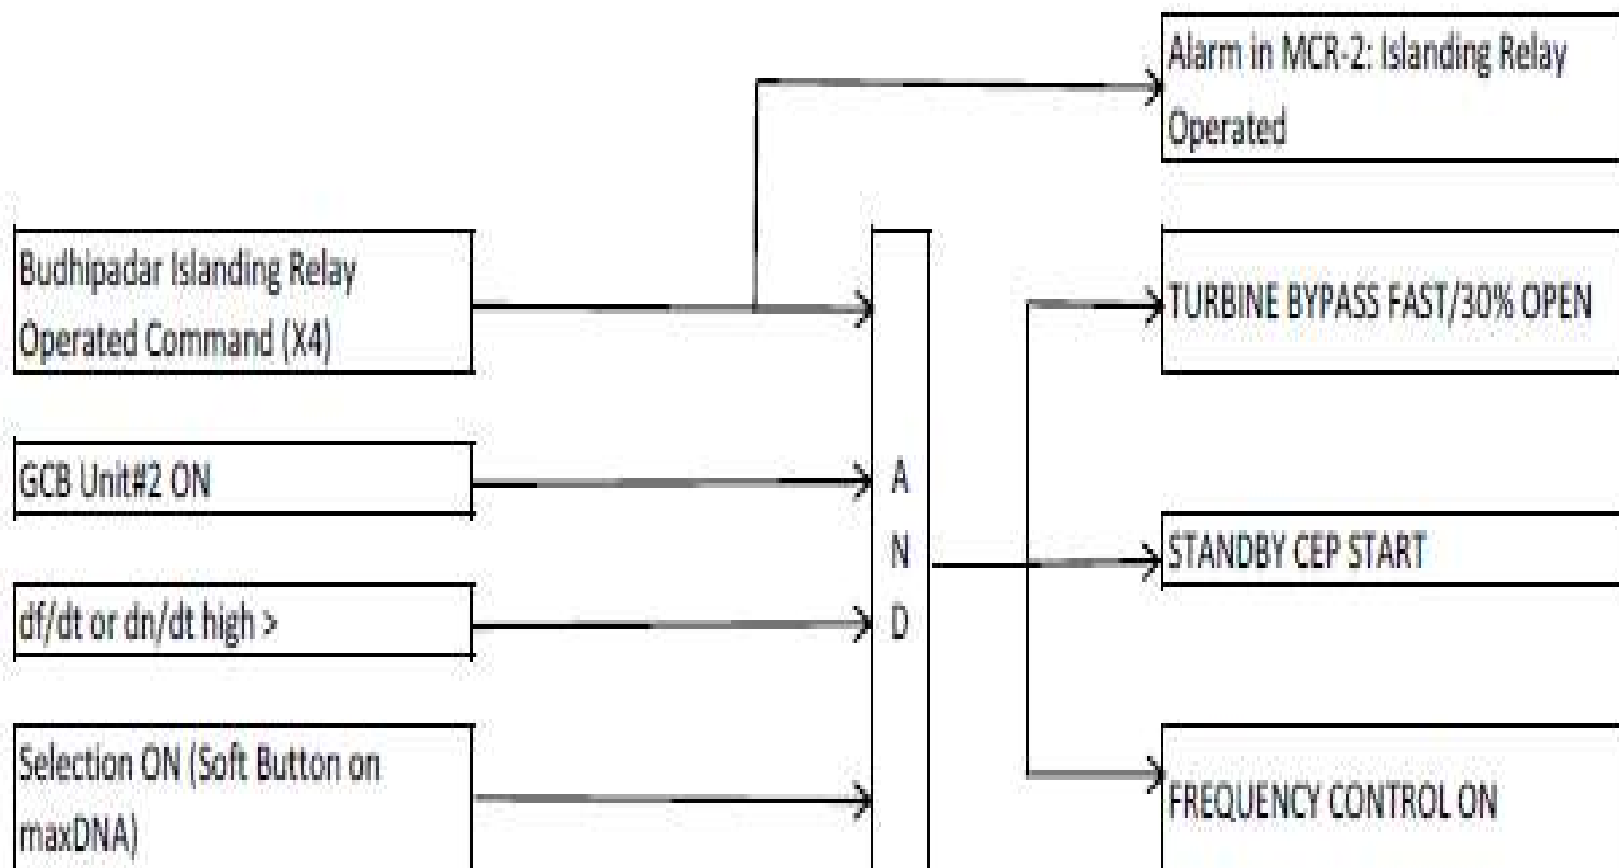 Alarm in MCR-2: Islanding Relay
Operated
Budhipadar Islanding Relay
Operated Command (X4)
TURBINE BYPASS FAST/30% OPEN
GCB Unit#2 ON
A
N
D
STANDBY CEP START
df/dt or dn/dt high >
Selection ON (Soft Button on
maxDNA)
FREQUENCY CONTROL ON